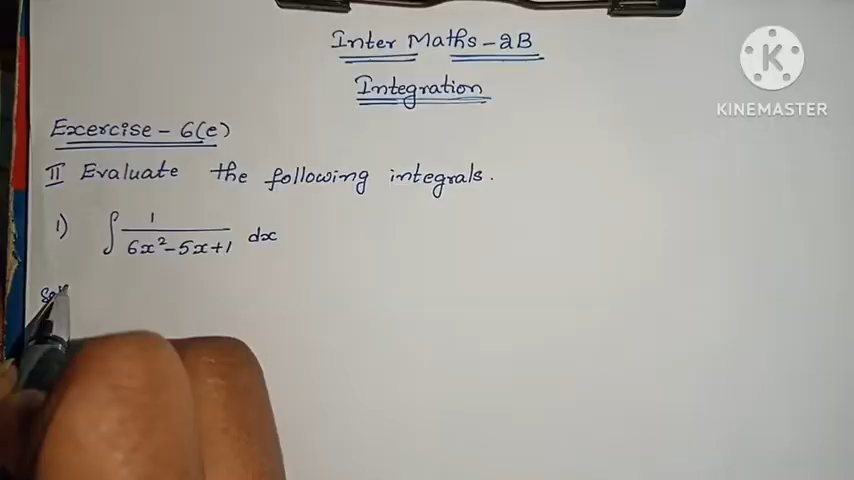 Inter Maths - 2B
Integration
K
KINEMASTER
Exercise - 6(e)
II Evaluate the following integrals.
1) ∫ 1/(6x² - 5x + 1) dx